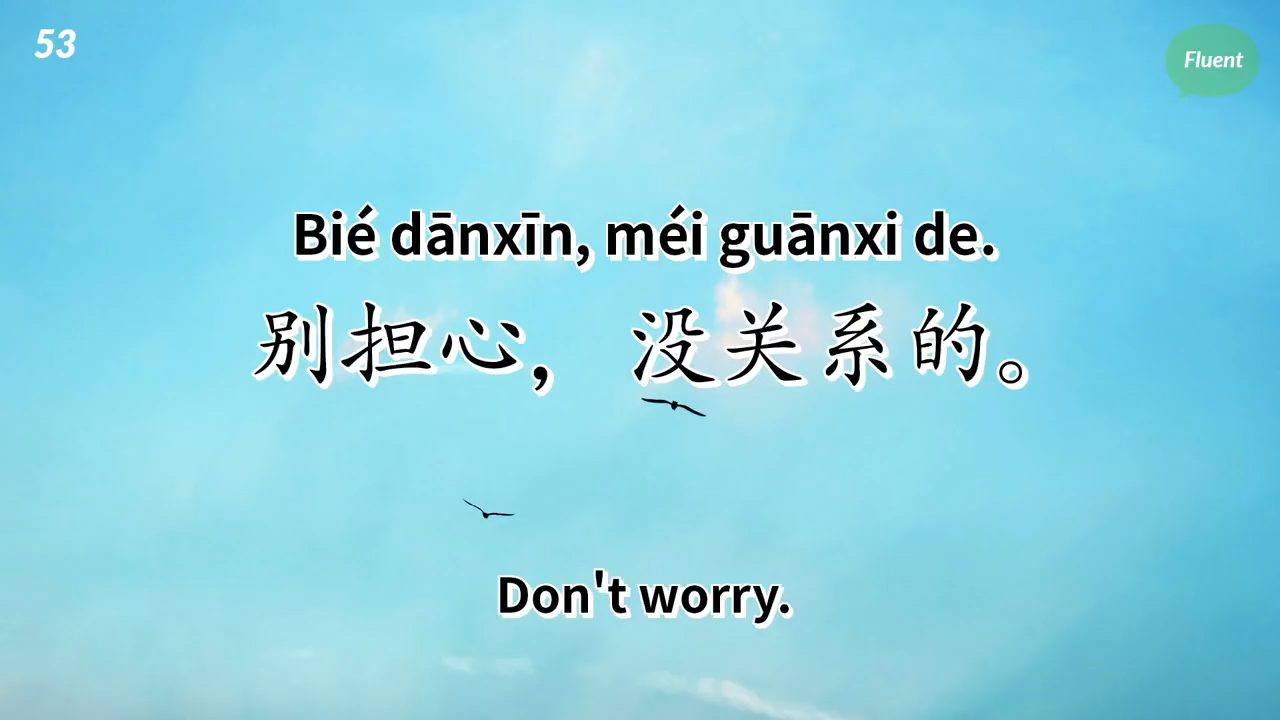 53
Fluent
Bié dānxīn, méi guānxi de.
别担心，没关系的。
Don't worry.